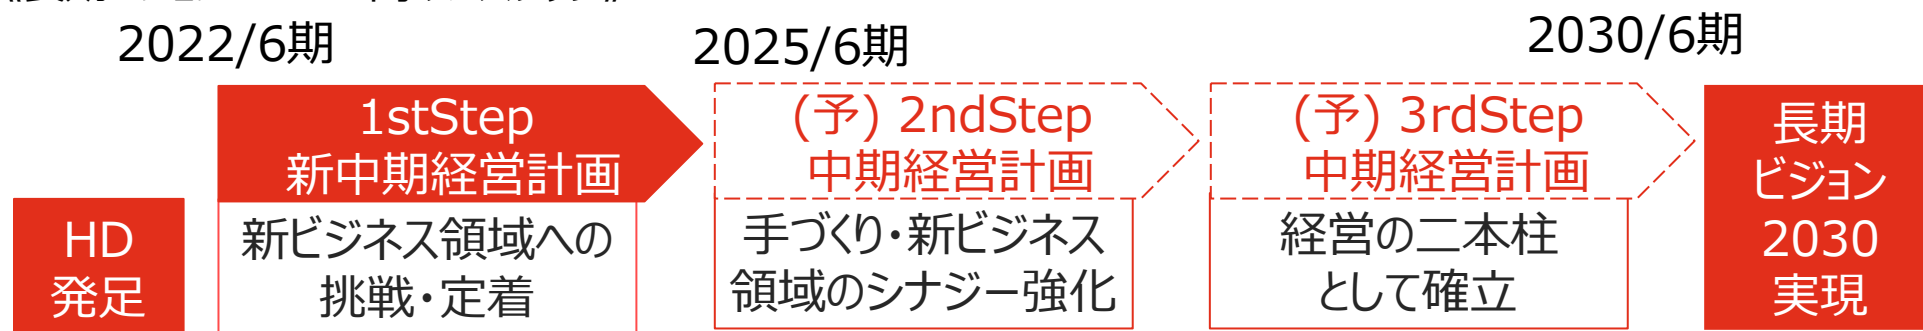 2022/6期
2025/6期
2030/6期
HD
発足
1stStep
新中期経営計画
新ビジネス領域への
挑戦・定着
(予) 2ndStep
中期経営計画
手づくり・新ビジネス
領域のシナジー強化
(予) 3rdStep
中期経営計画
経営の二本柱
として確立
長期
ビジョン
2030
実現